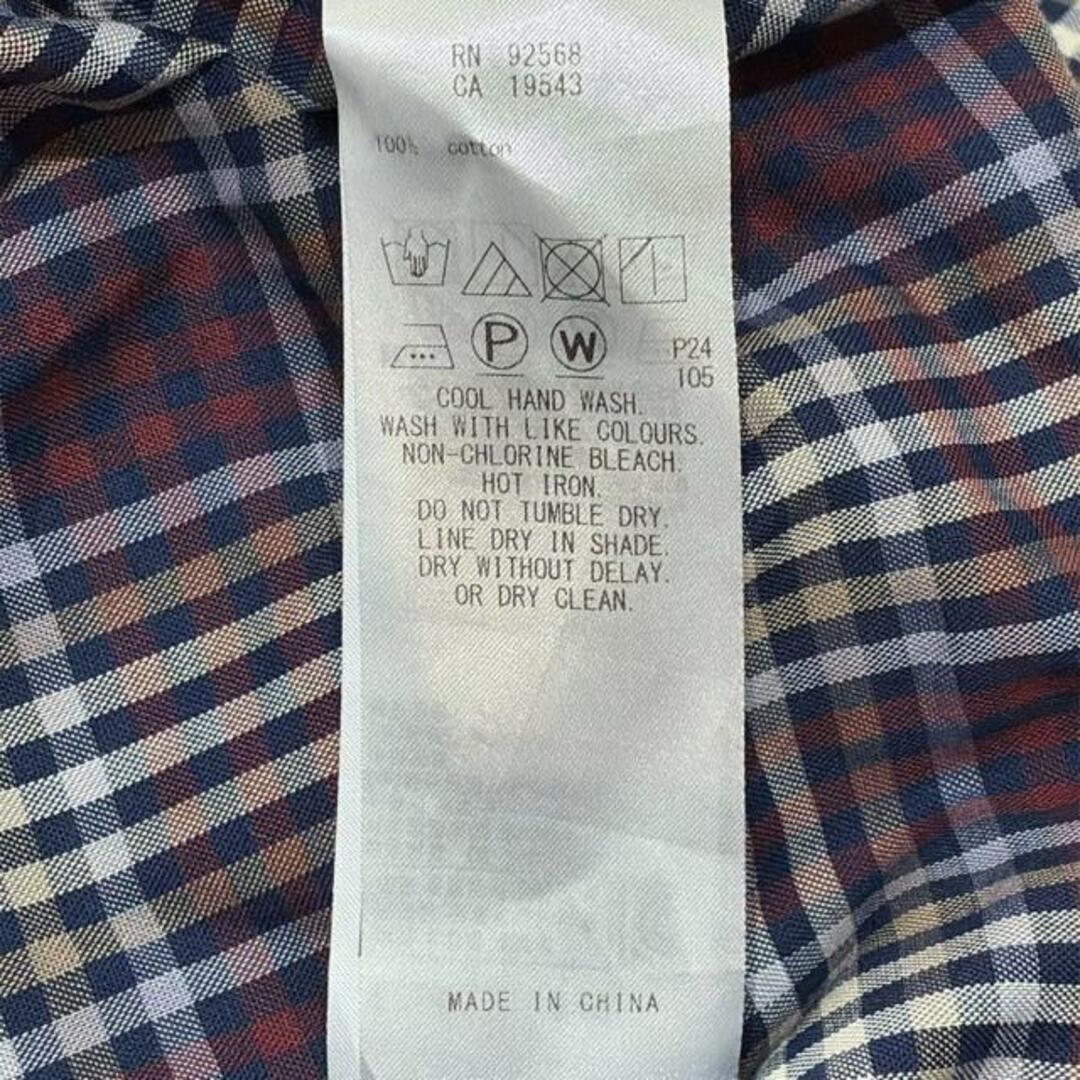 RN 92568
CA 19543
100% cotton
P W P24
105
COOL HAND WASH.
WASH WITH LIKE COLOURS.
NON-CHLORINE BLEACH.
HOT IRON.
DO NOT TUMBLE DRY.
LINE DRY IN SHADE.
DRY WITHOUT DELAY.
OR DRY CLEAN.
MADE IN CHINA